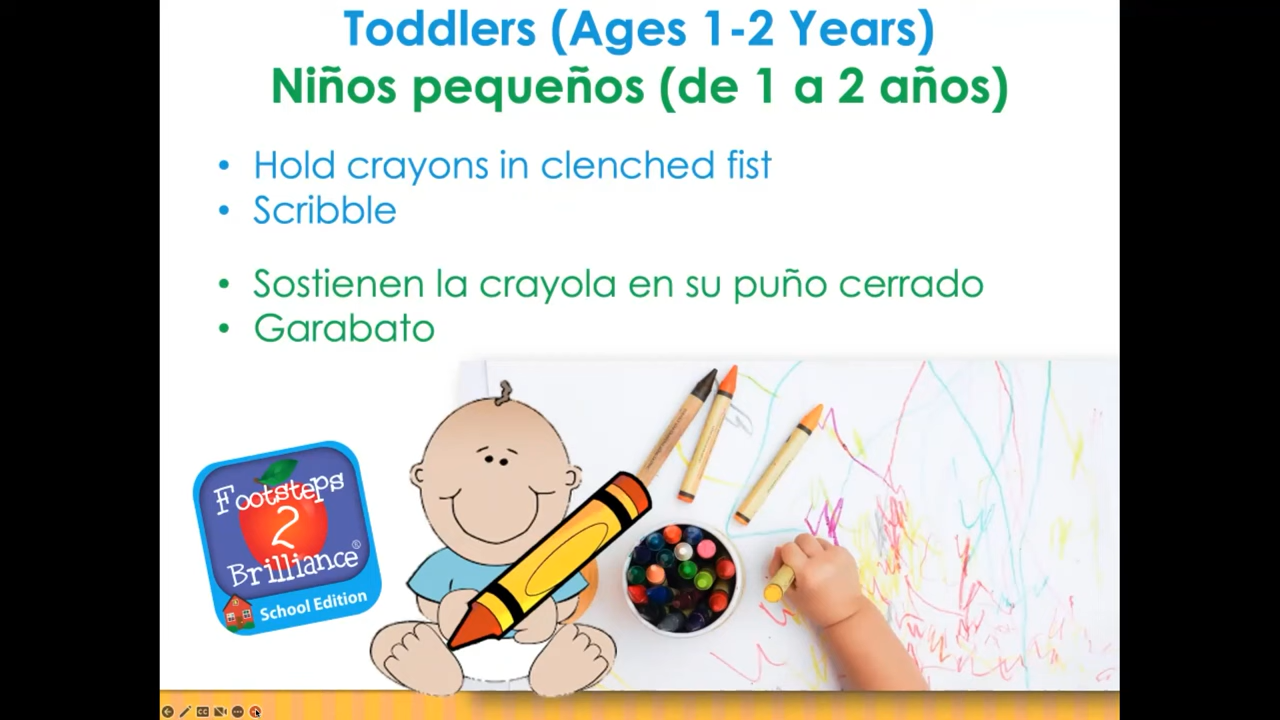 Toddlers (Ages 1-2 Years)
Niños pequeños (de 1 a 2 años)
• Hold crayons in clenched fist
• Scribble
• Sostienen la crayola en su puño cerrado
• Garabato
Footsteps
2
Brilliance®
School Edition